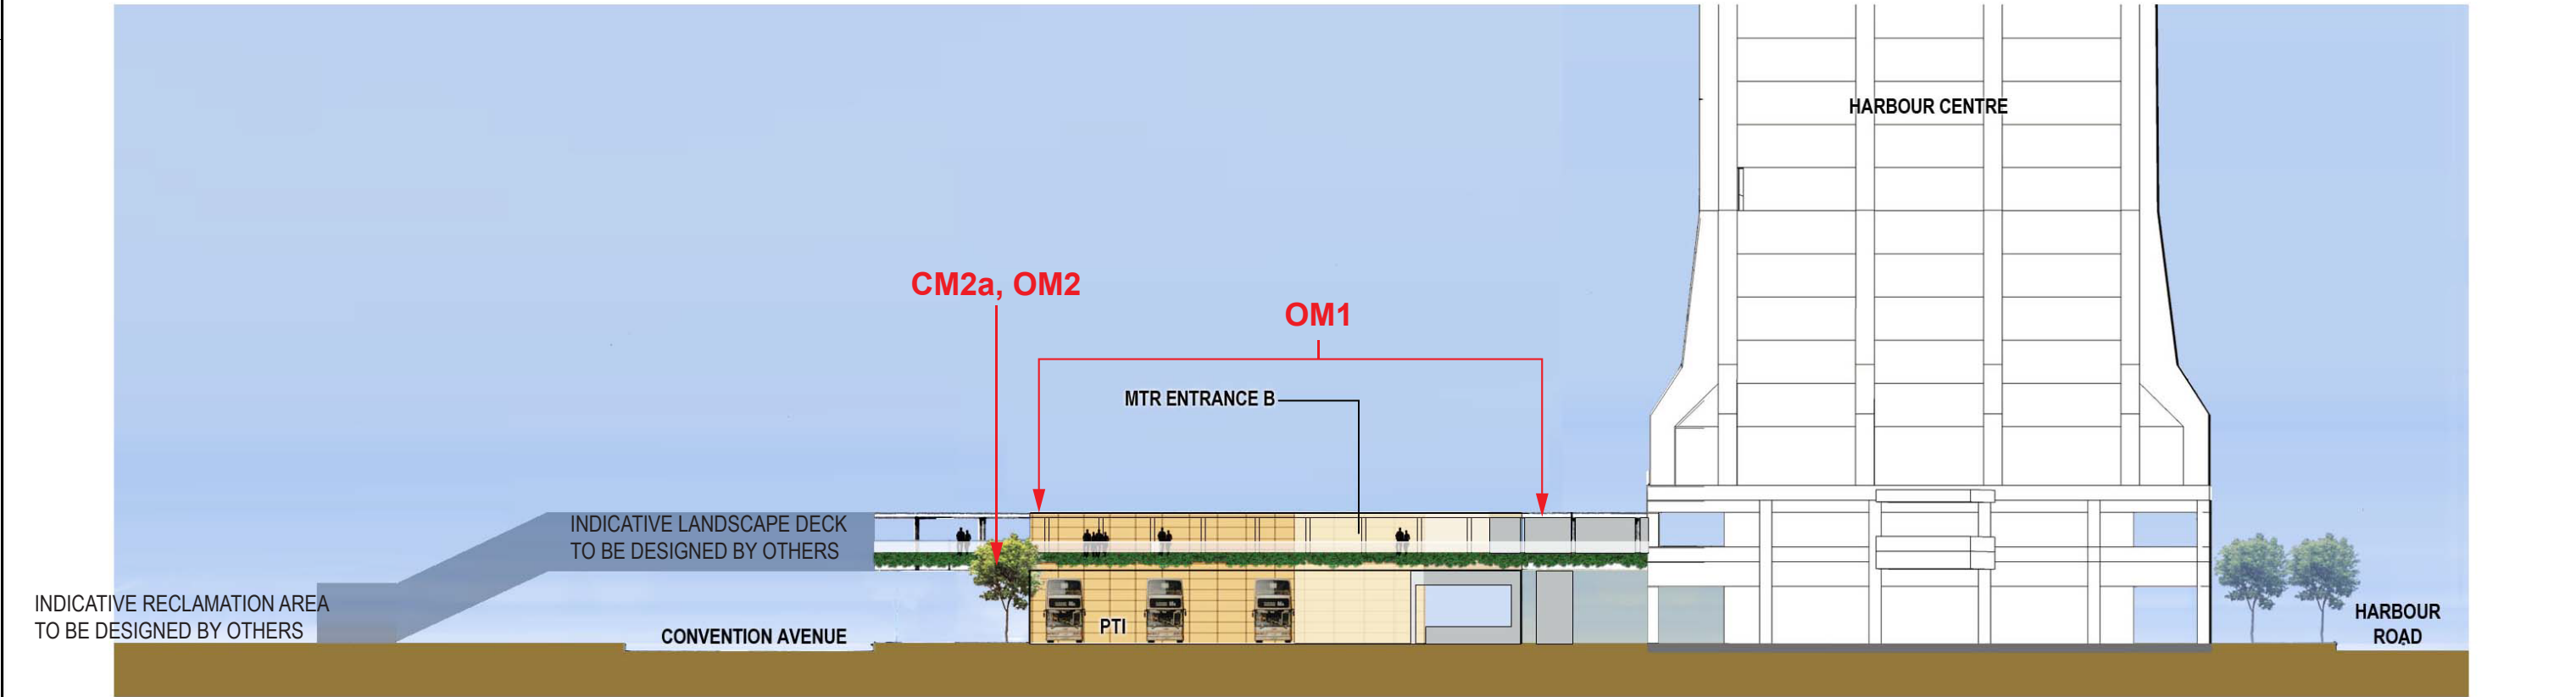 HARBOUR CENTRE
CM2a, OM2
OM1
MTR ENTRANCE B
INDICATIVE LANDSCAPE DECK
TO BE DESIGNED BY OTHERS
INDICATIVE RECLAMATION AREA
TO BE DESIGNED BY OTHERS
CONVENTION AVENUE
PTI
HARBOUR
ROAD